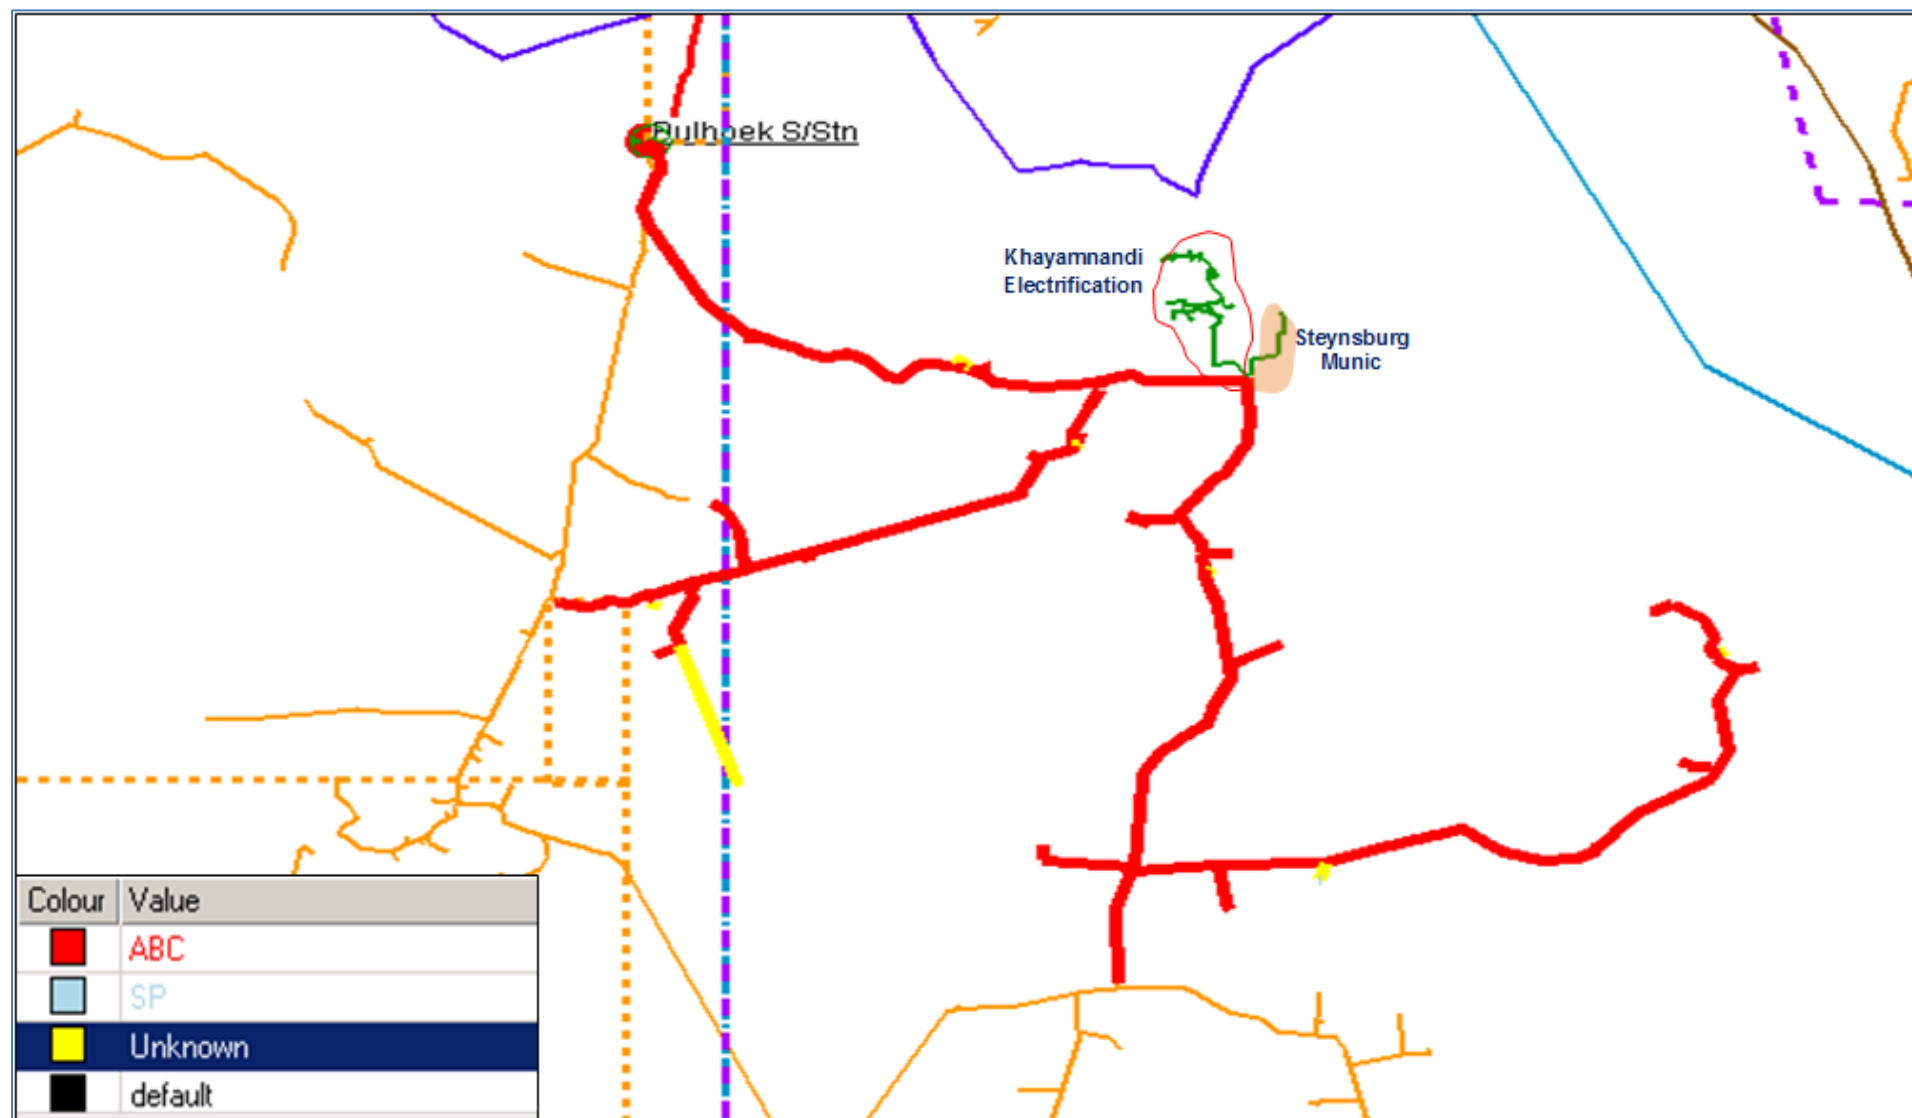 Bulhoek S/Stn
Khayamnandi
Electrification
Steynsburg
Munic
Colour Value
ABC
SP
Unknown
default